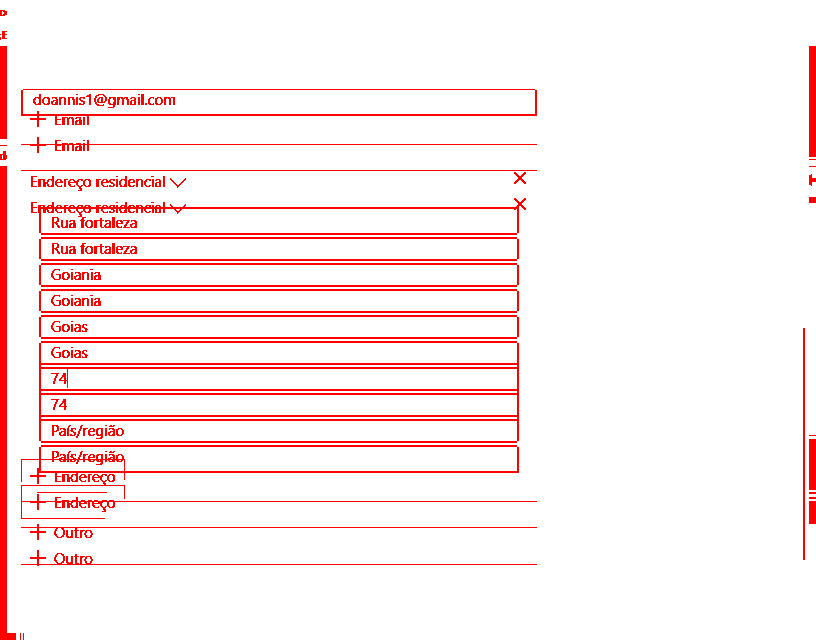 doannis1@gmail.com
Email
Email
Endereço residencial
Endereço residencial
Rua fortaleza
Rua fortaleza
Goiania
Goiania
Goias
Goias
74
74
País/região
País/região
Endereço
Endereço
Outro
Outro